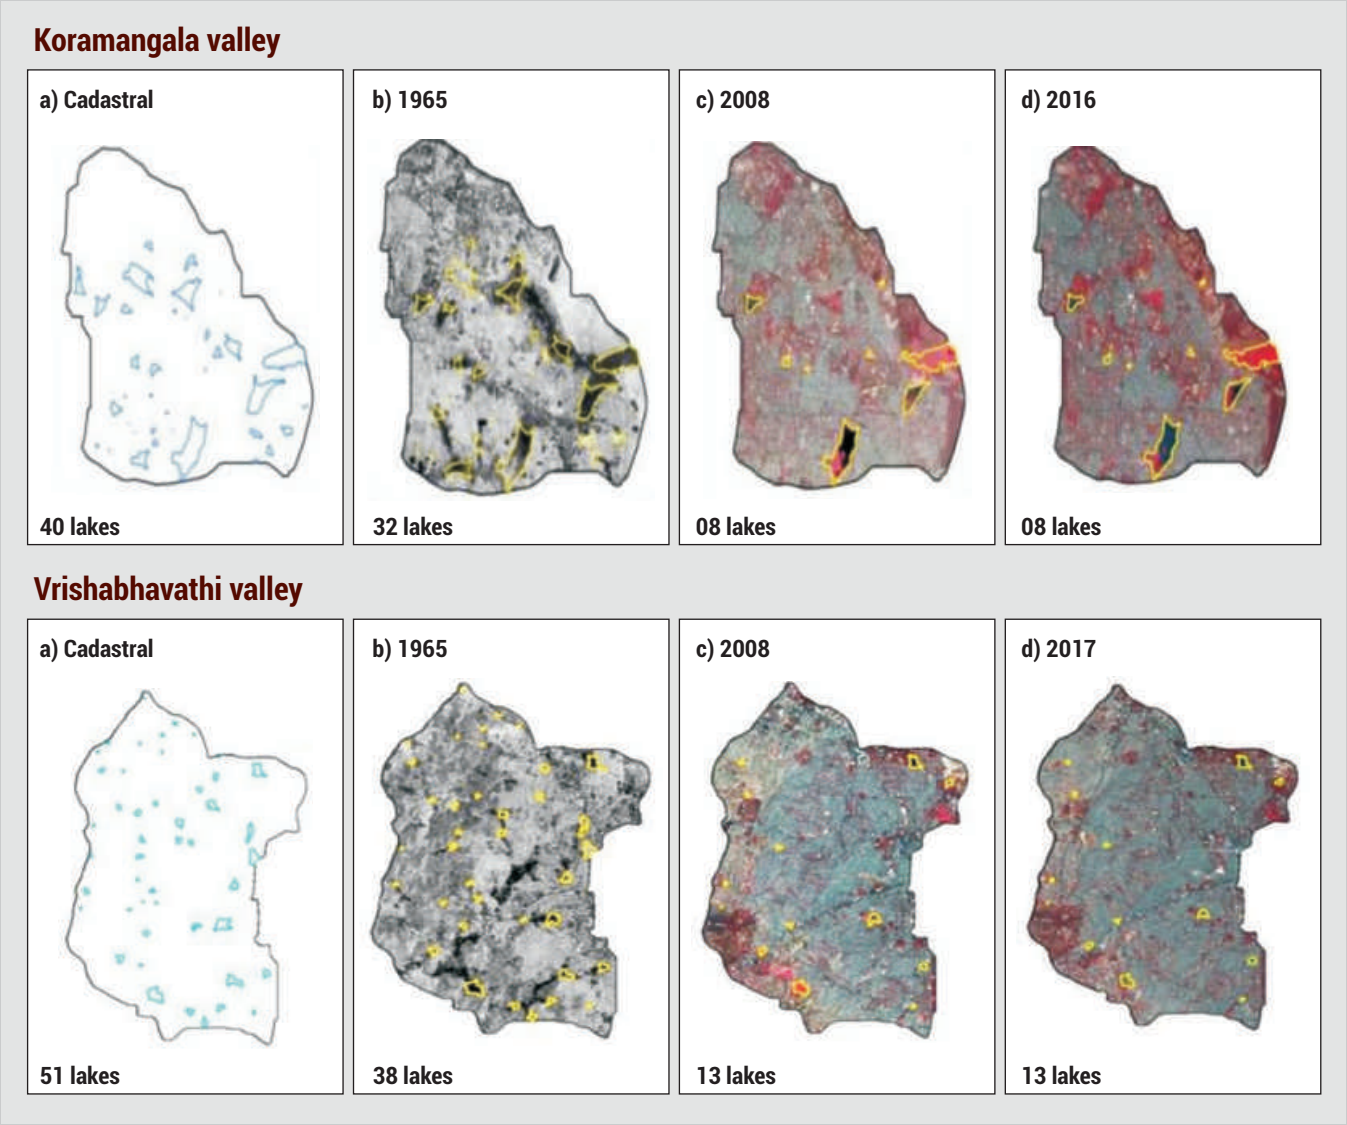 Koramangala valley
a) Cadastral
b) 1965
c) 2008
d) 2016
40 lakes
32 lakes
08 lakes
08 lakes
Vrishabhavathi valley
a) Cadastral
b) 1965
c) 2008
d) 2017
51 lakes
38 lakes
13 lakes
13 lakes